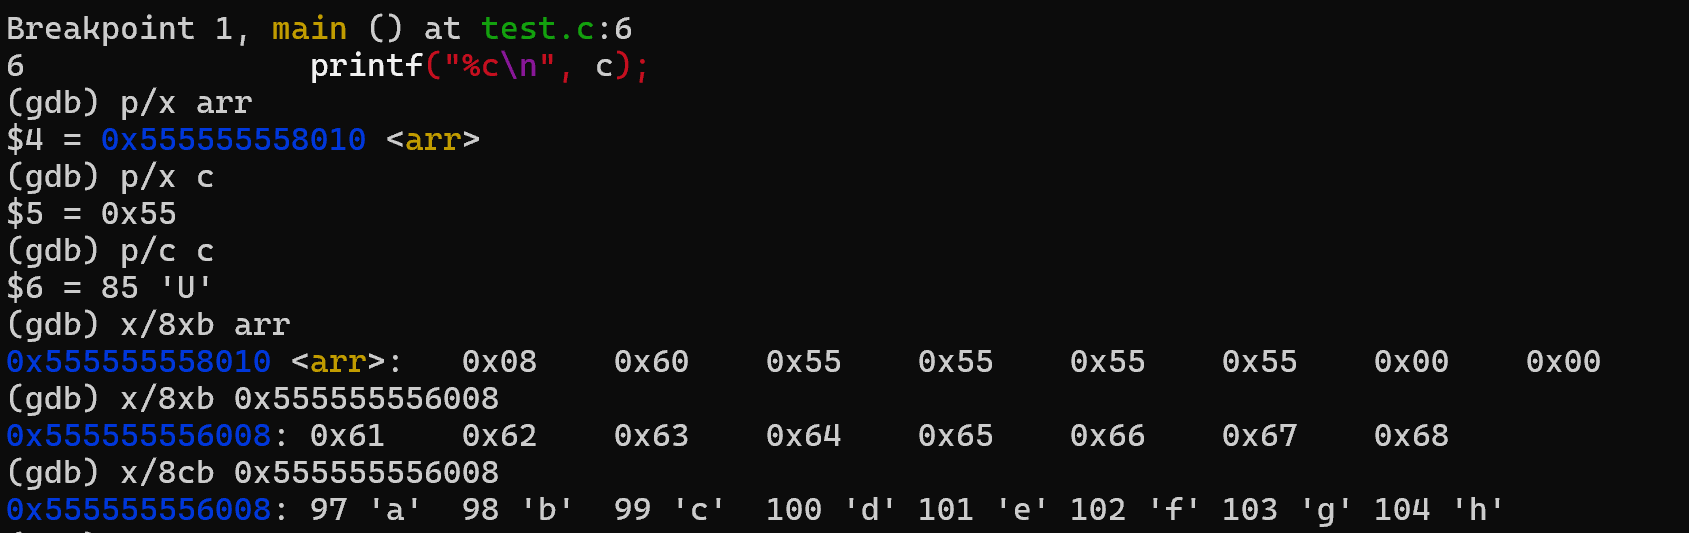 Breakpoint 1, main () at test.c:6
6               printf("%c\n", c);
(gdb) p/x arr
$4 = 0x555555558010 <arr>
(gdb) p/x c
$5 = 0x55
(gdb) p/c c
$6 = 85 'U'
(gdb) x/8xb arr
0x555555558010 <arr>:   0x08    0x60    0x55    0x55    0x55    0x55    0x00    0x00
(gdb) x/8xb 0x555555556008
0x555555556008: 0x61    0x62    0x63    0x64    0x65    0x66    0x67    0x68
(gdb) x/8cb 0x555555556008
0x555555556008: 97 'a'  98 'b'  99 'c'  100 'd' 101 'e' 102 'f' 103 'g' 104 'h'